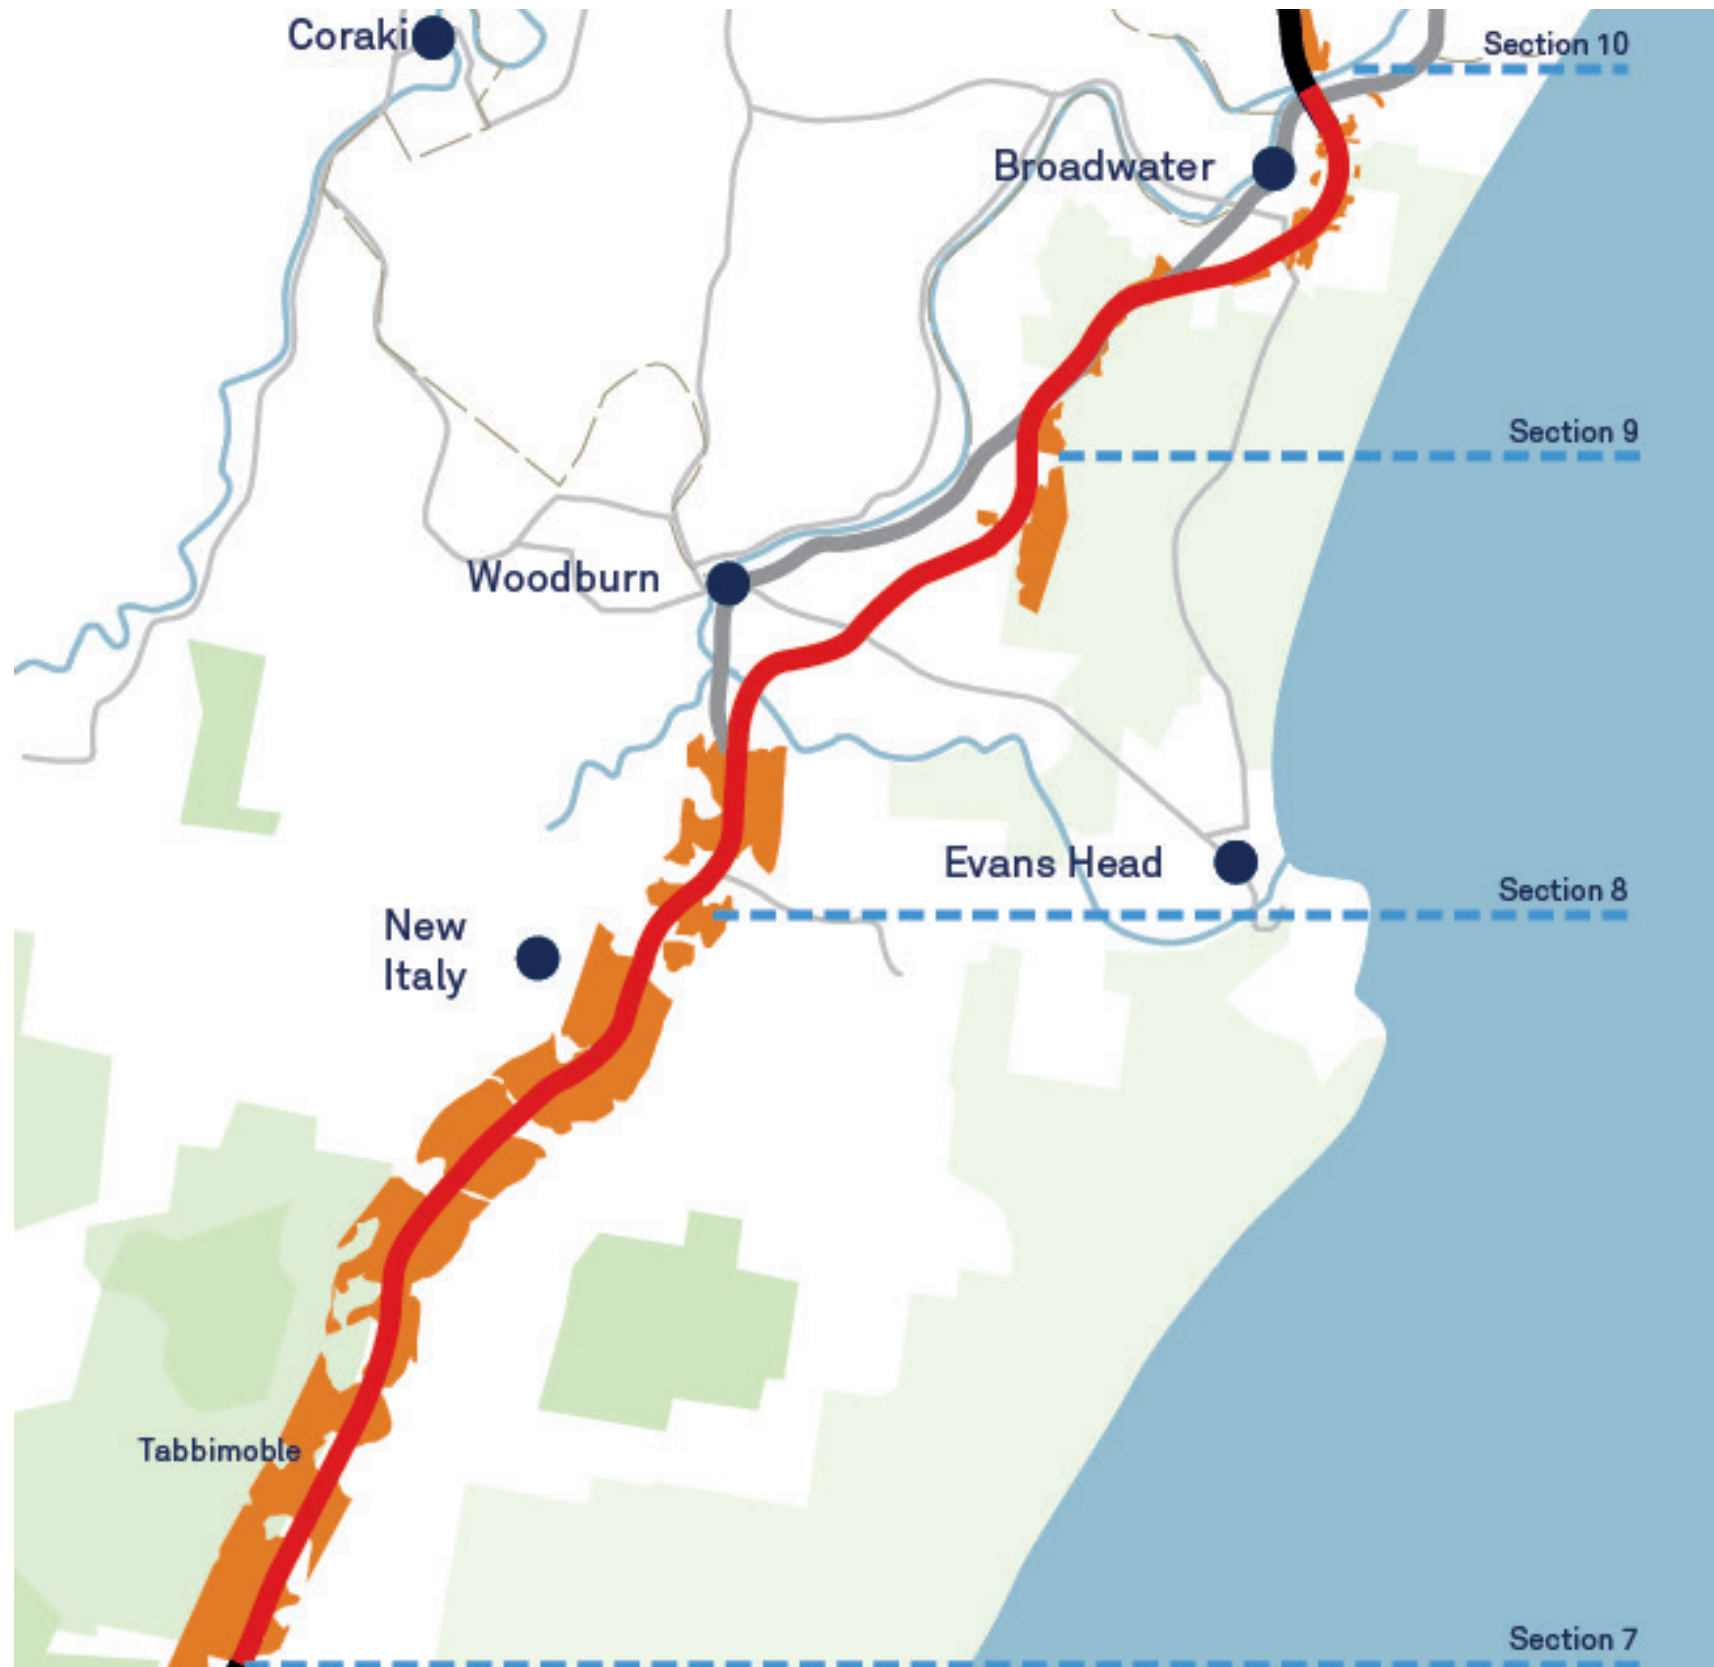 Coraki
Section 10
Broadwater
Section 9
Woodburn
Evans Head
Section 8
New
Italy
Tabbimoble
Section 7